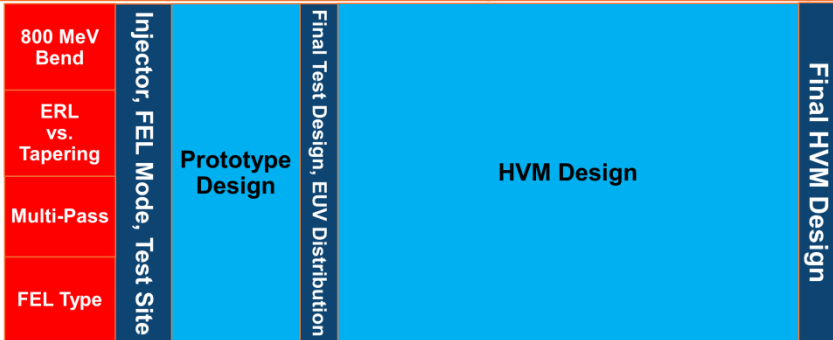 800 MeV
Bend
ERL
vs.
Tapering
Multi-Pass
FEL Type
Injector, FEL Mode, Test Site
Prototype
Design
Final Test Design, EUV Distribution
HVM Design
Final HVM Design